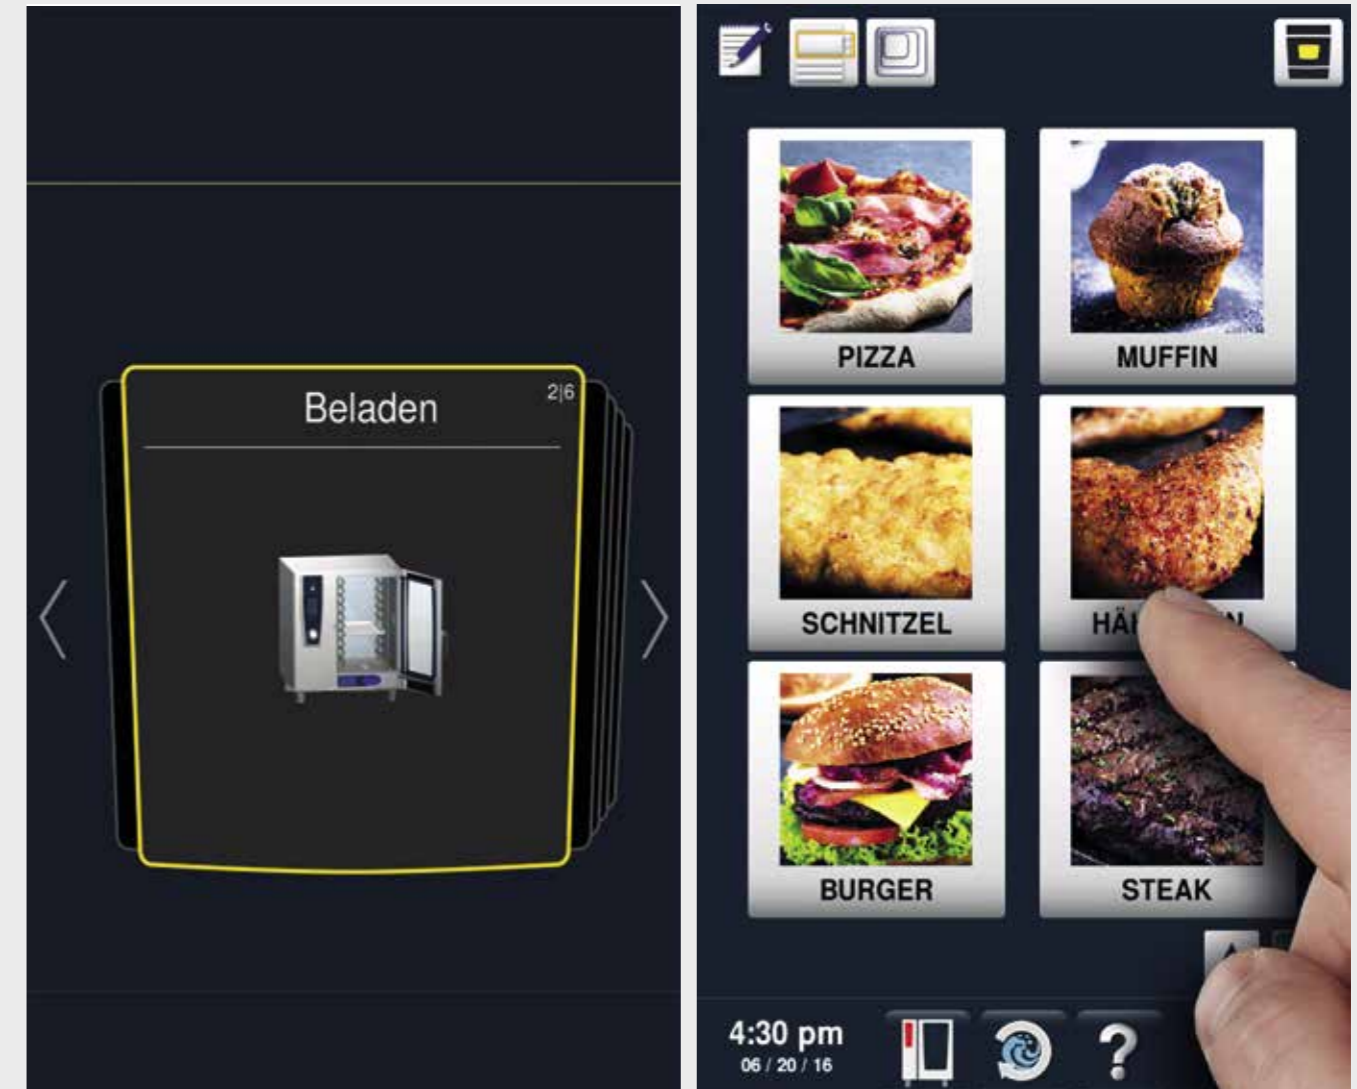 Beladen
2|6
PIZZA
MUFFIN
SCHNITZEL
BURGER
STEAK
4:30 pm
06 / 20 / 16
?